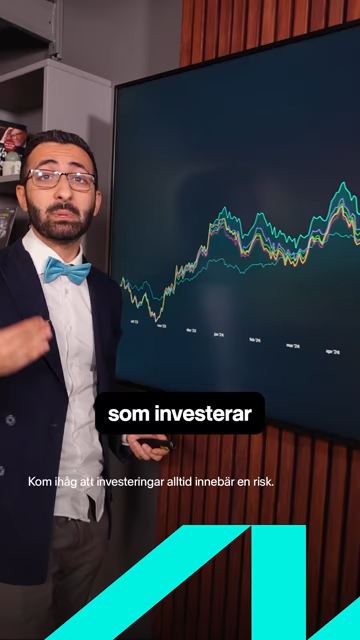 som investerar
Kom ihåg att investeringar alltid innebär en risk.